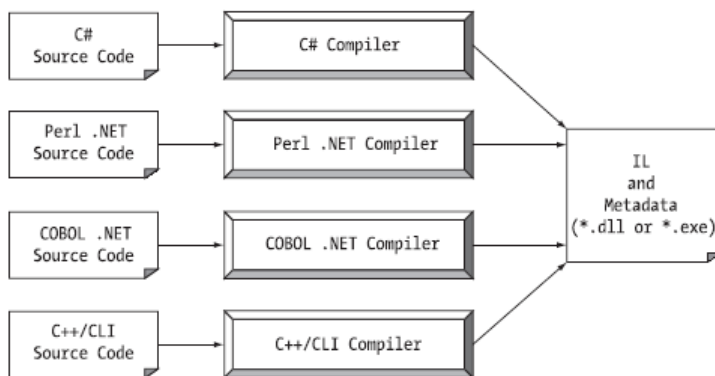 C#
Source Code
C# Compiler
Perl .NET
Source Code
Perl .NET Compiler
IL
and
Metadata
(*.dll or *.exe)
COBOL .NET
Source Code
COBOL .NET Compiler
C++/CLI
Source Code
C++/CLI Compiler